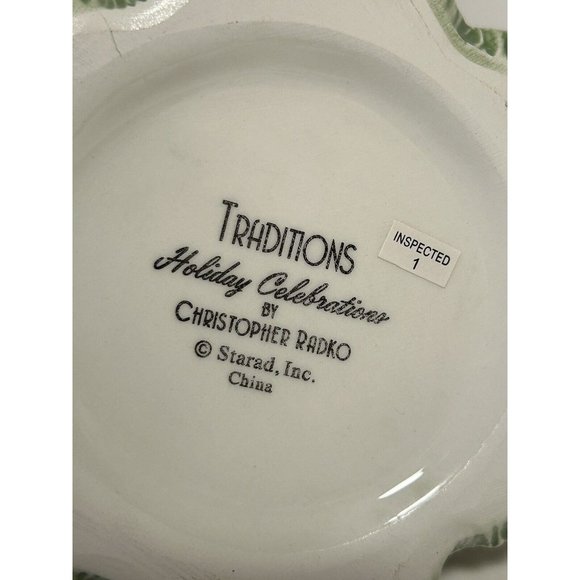 TRADITIONS
Holiday Celebrations
BY
CHRISTOPHER RADKO
© Starad, Inc.
China
INSPECTED
1